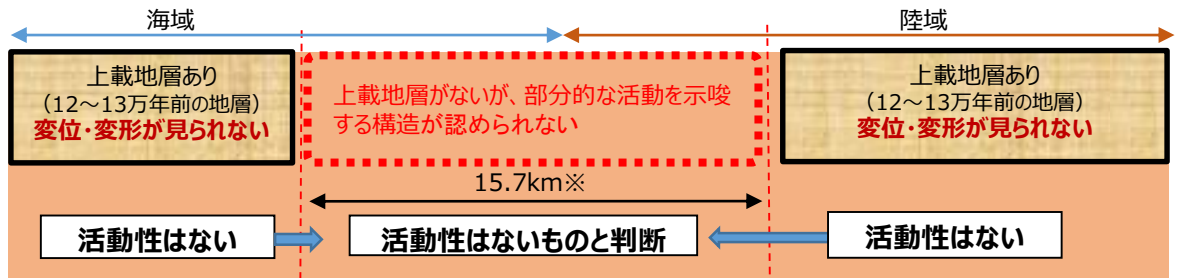 海域
陸域
上載地層あり
（12～13万年前の地層）
変位・変形が見られない
上載地層がないが、部分的な活動を示唆
する構造が認められない
上載地層あり
（12～13万年前の地層）
変位・変形が見られない
15.7km※
活動性はない
活動性はないものと判断
活動性はない